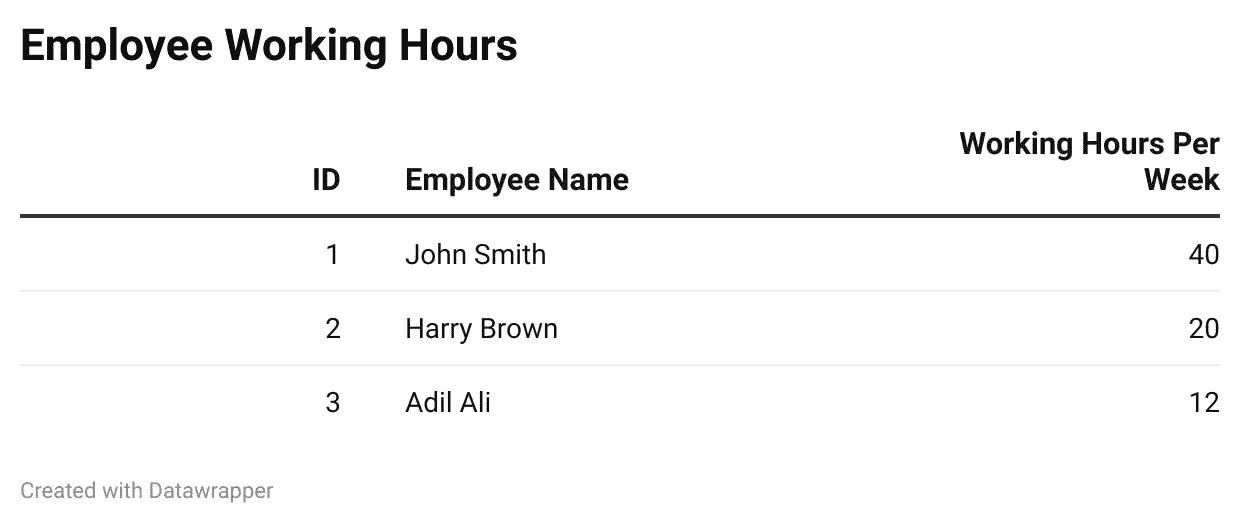 Employee Working Hours
Working Hours Per
ID Employee Name Week
1 John Smith 40
2 Harry Brown 20
3 Adil Ali 12
Created with Datawrapper